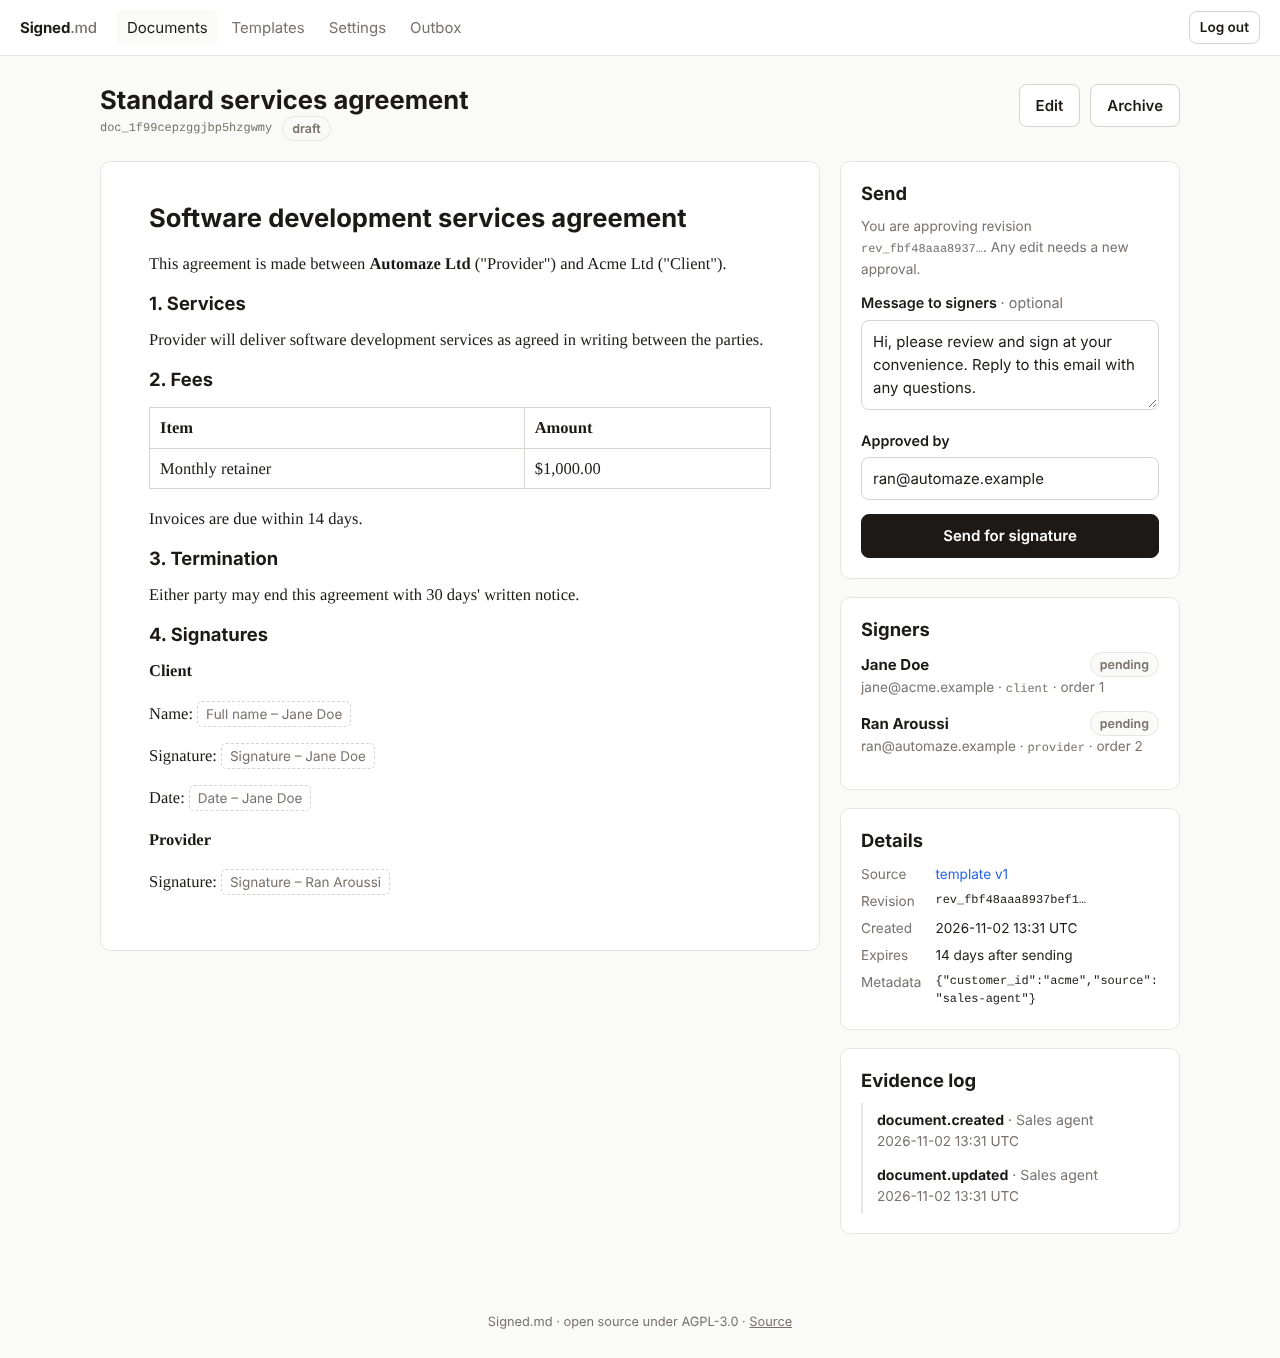 Signed.md Documents Templates Settings Outbox Log out
Standard services agreement
doc_1f99cepzggjbp5hzgwmy draft
Edit Archive
Software development services agreement
This agreement is made between Automaze Ltd ("Provider") and Acme Ltd ("Client").
1. Services
Provider will deliver software development services as agreed in writing between the parties.
2. Fees
Item Amount
Monthly retainer $1,000.00
Invoices are due within 14 days.
3. Termination
Either party may end this agreement with 30 days' written notice.
4. Signatures
Client
Name: Full name – Jane Doe
Signature: Signature – Jane Doe
Date: Date – Jane Doe
Provider
Signature: Signature – Ran Aroussi
Send
You are approving revision
rev_fbf48aaa8937…. Any edit needs a new
approval.
Message to signers · optional
Hi, please review and sign at your
convenience. Reply to this email with
any questions.
Approved by
ran@automaze.example
Send for signature
Signers
Jane Doe pending
jane@acme.example · client · order 1
Ran Aroussi pending
ran@automaze.example · provider · order 2
Details
Source template v1
Revision rev_fbf48aaa8937bef1…
Created 2026-11-02 13:31 UTC
Expires 14 days after sending
Metadata {"customer_id":"acme","source":
"sales-agent"}
Evidence log
document.created · Sales agent
2026-11-02 13:31 UTC
document.updated · Sales agent
2026-11-02 13:31 UTC
Signed.md · open source under AGPL-3.0 · Source